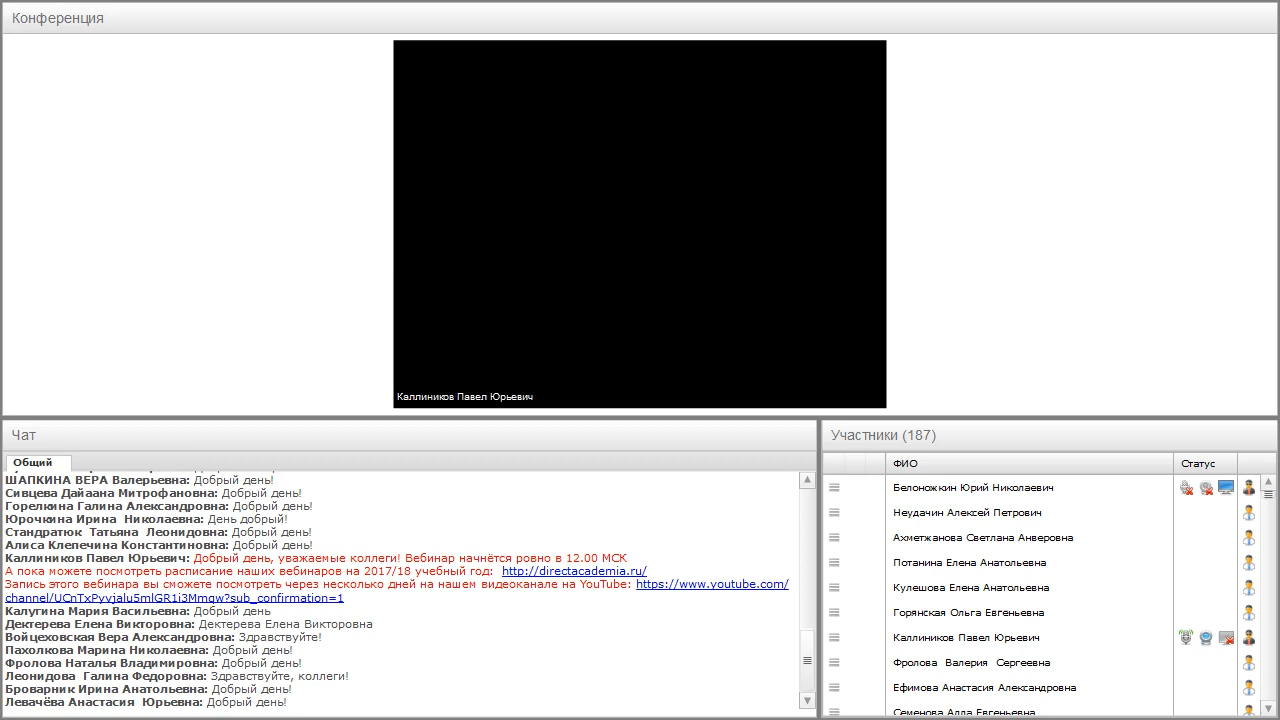 Конференция
Каллиников Павел Юрьевич
Чат
Общий
ШАПКИНА ВЕРА Валерьевна: Добрый день!
Сивцева Дайаана Митрофановна: Добрый день!
Горелкина Галина Александровна: Добрый день!
Юрочкина Ирина Николаевна: День добрый!
Стандратюк Татьяна Леонидовна: Добрый день!
Алиса Клепечина Константиновна: Добрый день!
Каллиников Павел Юрьевич: Добрый день, уважаемые коллеги! Вебинар начнётся ровно в 12.00 МСК
А пока можете посмотреть расписание наших вебинаров на 2017/18 учебный год: http://directacademia.ru/
Запись этого вебинара вы сможете посмотреть через несколько дней на нашем видеоканале на YouTube: https://www.youtube.com/
Калугина Мария Васильевна: Добрый день
Дектерева Елена Викторовна: Дектерева Елена Викторовна
Войцеховская Вера Александровна: Здравствуйте!
Пахолкова Марина Николаевна: Добрый день!
Фролова Наталья Владимировна: Добрый день!
Леонидова Галина Федоровна: Здравствуйте, коллеги!
Броварник Ирина Анатольевна: Добрый день!
Левачёва Анастусия Юрьевна: Добрый день!
Участники (187)
ФИО Статус
Белоножкин Юрий Николаевич
Неудачин Алексей Петрович
Ахметжанова Светлана Анверовна
Потапкина Елена Анатольевна
Кулешова Елена Анатольевна
Горянская Ольга Евгеньевна
Каллиников Павел Юрьевич
Фролова Валерия Сергеевна
Ефимова Анастасия Александровна
Семенова Алла Евгеньевна